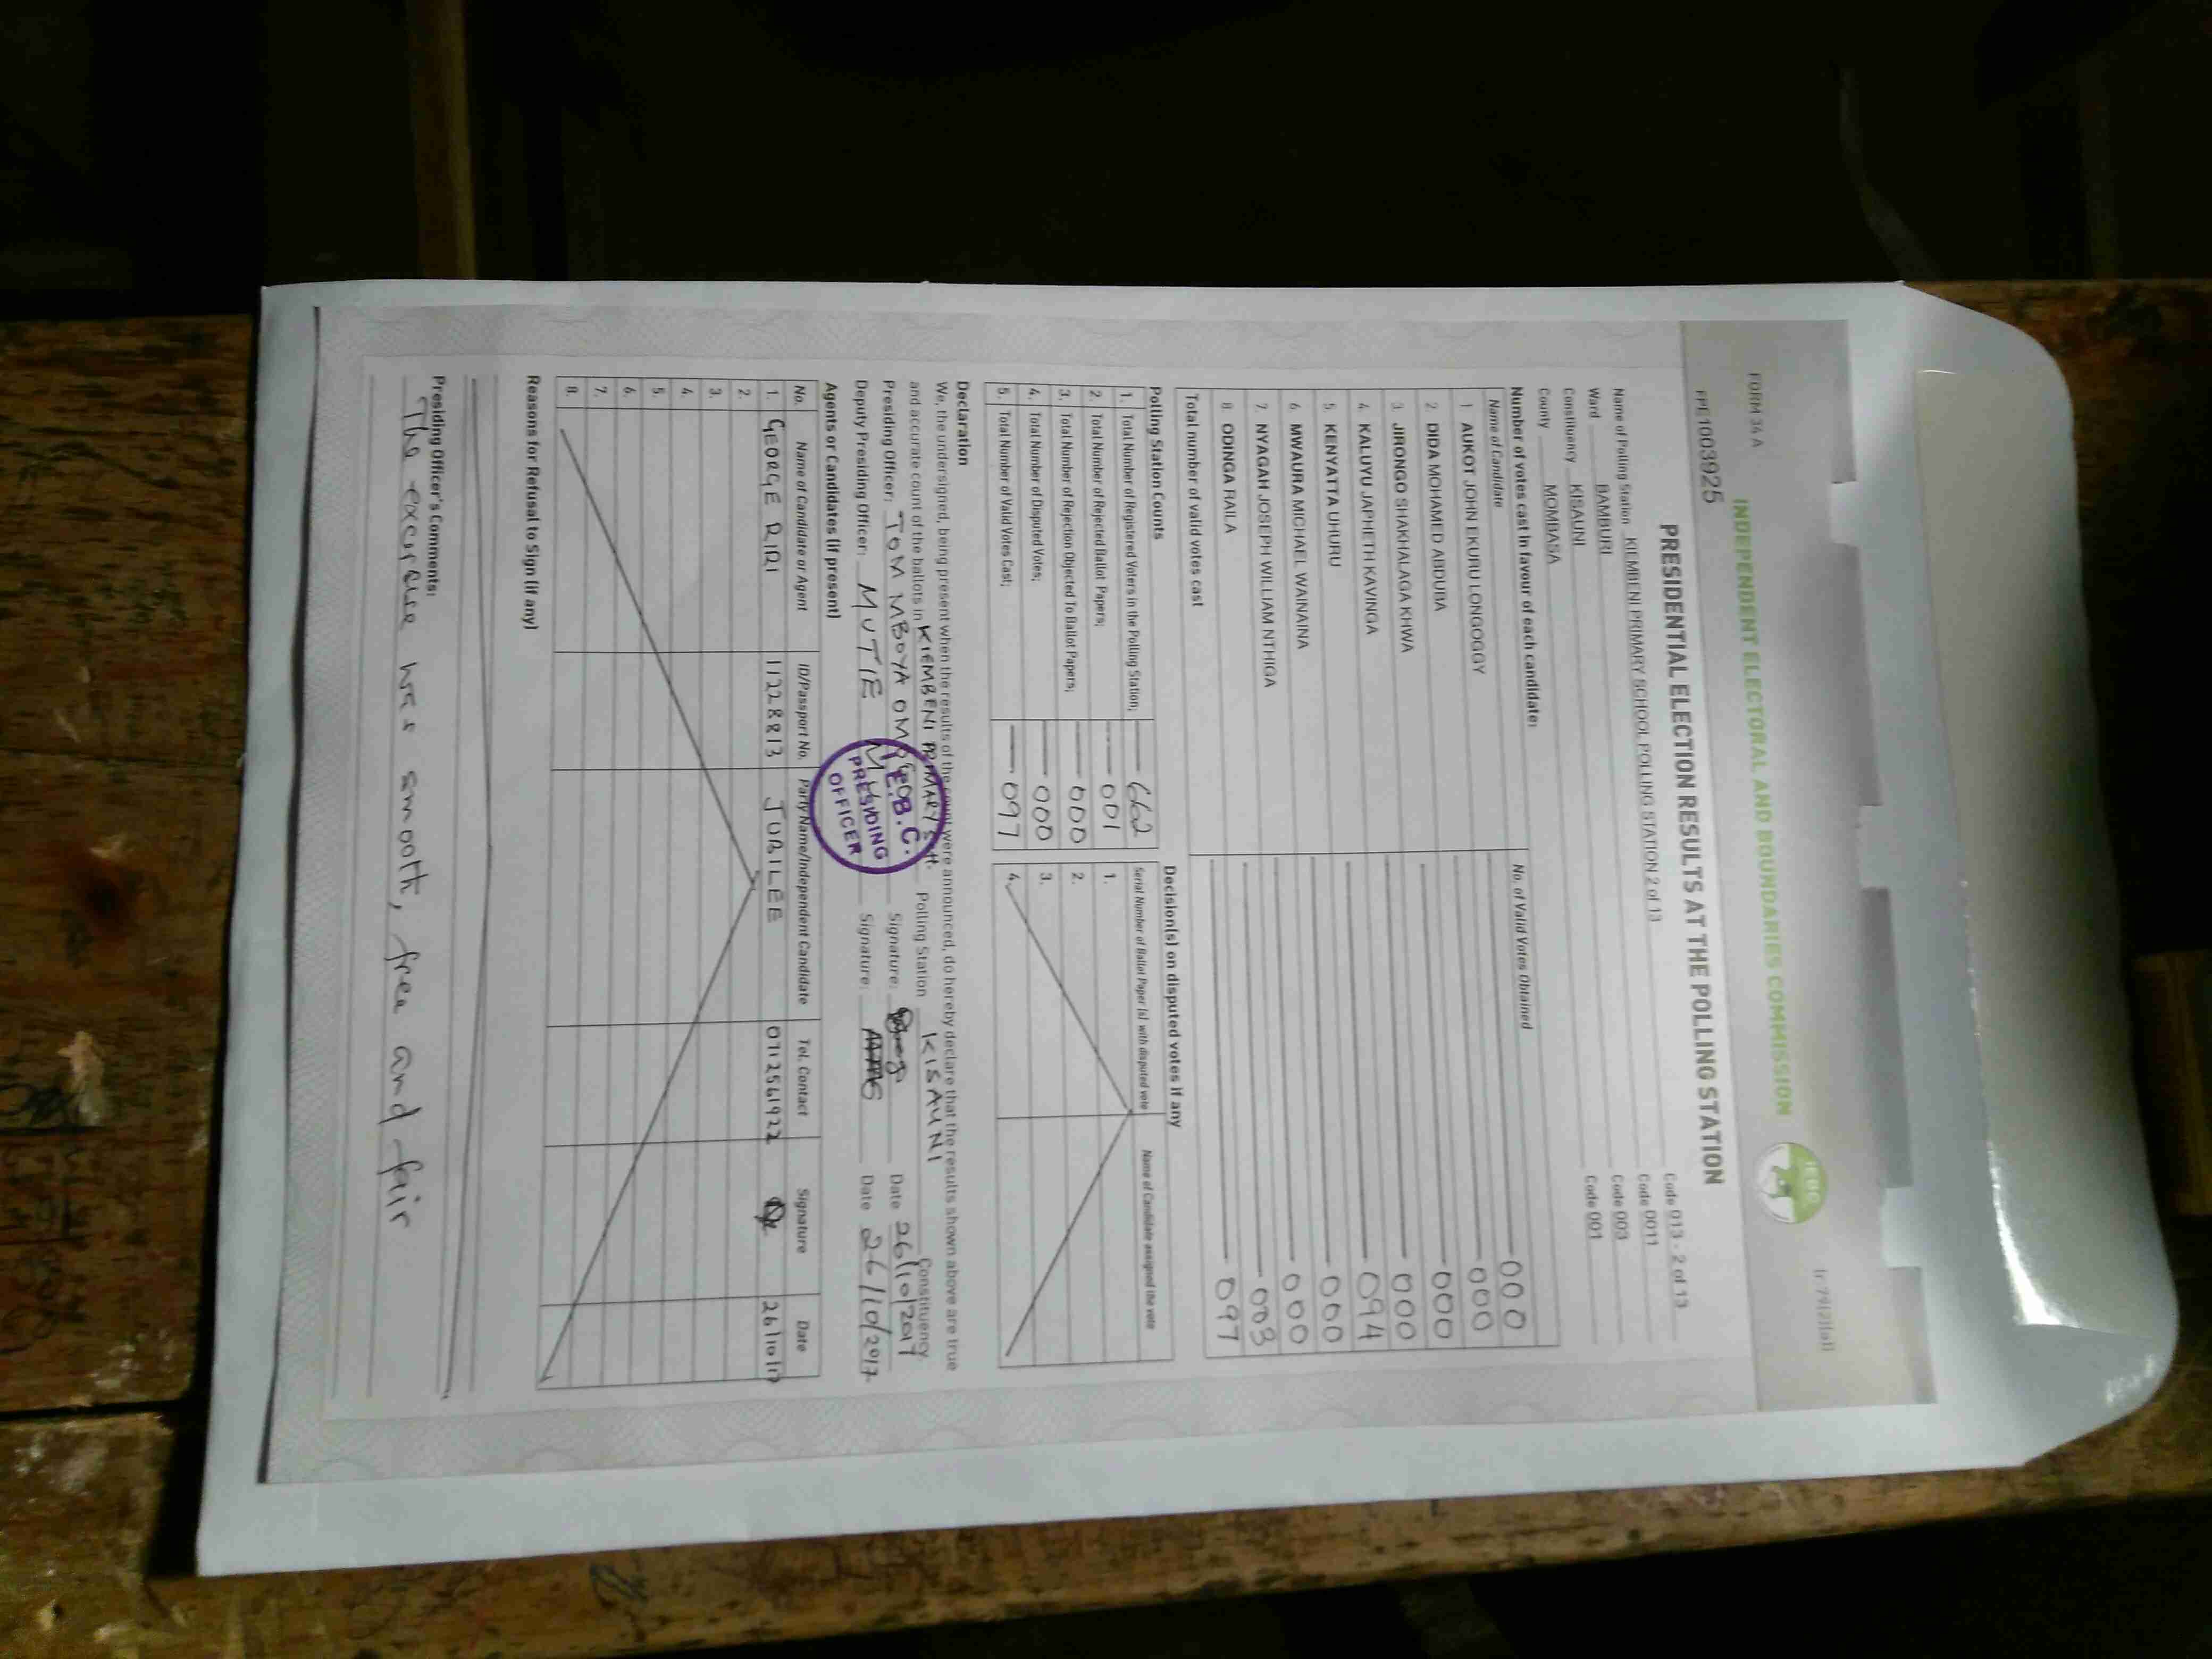 FORM 34 A
INDEPENDENT ELECTORAL AND BOUNDARIES COMMISSION
IEBC
FPE 1003925
PRESIDENTIAL ELECTION RESULTS AT THE POLLING STATION
Name of Polling Station KIEMBENI PRIMARY SCHOOL POLLING STATION 2 of 13 Code 013 - 2 of 13
Ward BAMBURI Code 0011
Constituency KISAUNI Code 003
County MOMBASA Code 001
Number of votes cast in favour of each candidate:
Name of Candidate No. of Valid Votes Obtained
1 AUKOT JOHN EKURU LONGOGGY 000
2 DIDA MOHAMED ABDUBA 000
3 JIRONGO SHAKHALAGA KHWA 000
4 KALUYU JAPHETH KAVINGA 000
5 KENYATTA UHURU 094
6 MWAURA MICHAEL WAINAINA 000
7. NYAGAH JOSEPH WILLIAM NTHIGA 000
8 ODINGA RAILA 003
Total number of valid votes cast 097
Polling Station Counts
1. Total Number of Registered Voters in the Polling Station; 662
2. Total Number of Rejected Ballot Papers; 001
3. Total Number of Rejection Objected To Ballot Papers; 000
4. Total Number of Disputed Votes; 000
5. Total Number of Valid Votes Cast; 097
Decision(s) on disputed votes if any
Serial Number of Ballot Paper (s) with disputed vote Name of Candidate assigned the vote
1.
2.
3.
4.
Declaration
We, the undersigned, being present when the results of the count were announced, do hereby declare that the results shown above are true
and accurate count of the ballots in KIEMBENI PRIMARY SCH. Polling Station KISAUNI Constituency
Presiding Officer: TOM MBOYA Signature: Date 26/10/2017
Deputy Presiding Officer: MUTIE Signature: Date 26/10/2017
I.E.B.C.
PRESIDING
OFFICER
Agents or Candidates (if present)
No. Name of Candidate or Agent ID/Passport No. Party Name/Independent Candidate Tel. Contact Signature Date
1. GEORGE RIRI 11228813 JUBILEE 0712561922 26/10/17
2.
3.
4.
5.
6.
7.
8.
Reasons for Refusal to Sign (if any)
Presiding Officer's Comments:
The exercise was smooth, free and fair